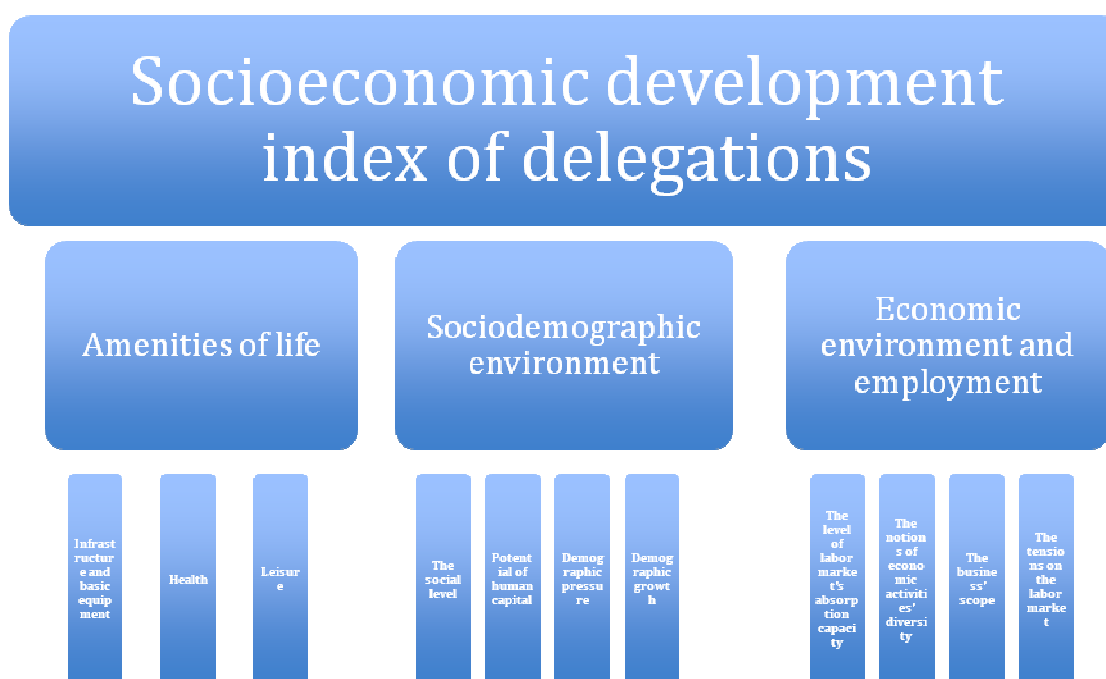 Socioeconomic development
index of delegations
Amenities of life
Sociodemographic
environment
Economic
environment and
employment
Infrast
ructur
e and
basic
equip
ment
Health
Leisur
e
The
social
level
Potent
ial of
human
capital
Demog
raphic
pressu
re
Demog
raphic
growt
h
The
level
of
labor
marke
t's
absorp
tion
capaci
ty
The
notion
s of
econo
mic
activiti
es'
diversi
ty
The
busine
ss'
scope
The
tensio
ns on
the
labor
marke
t